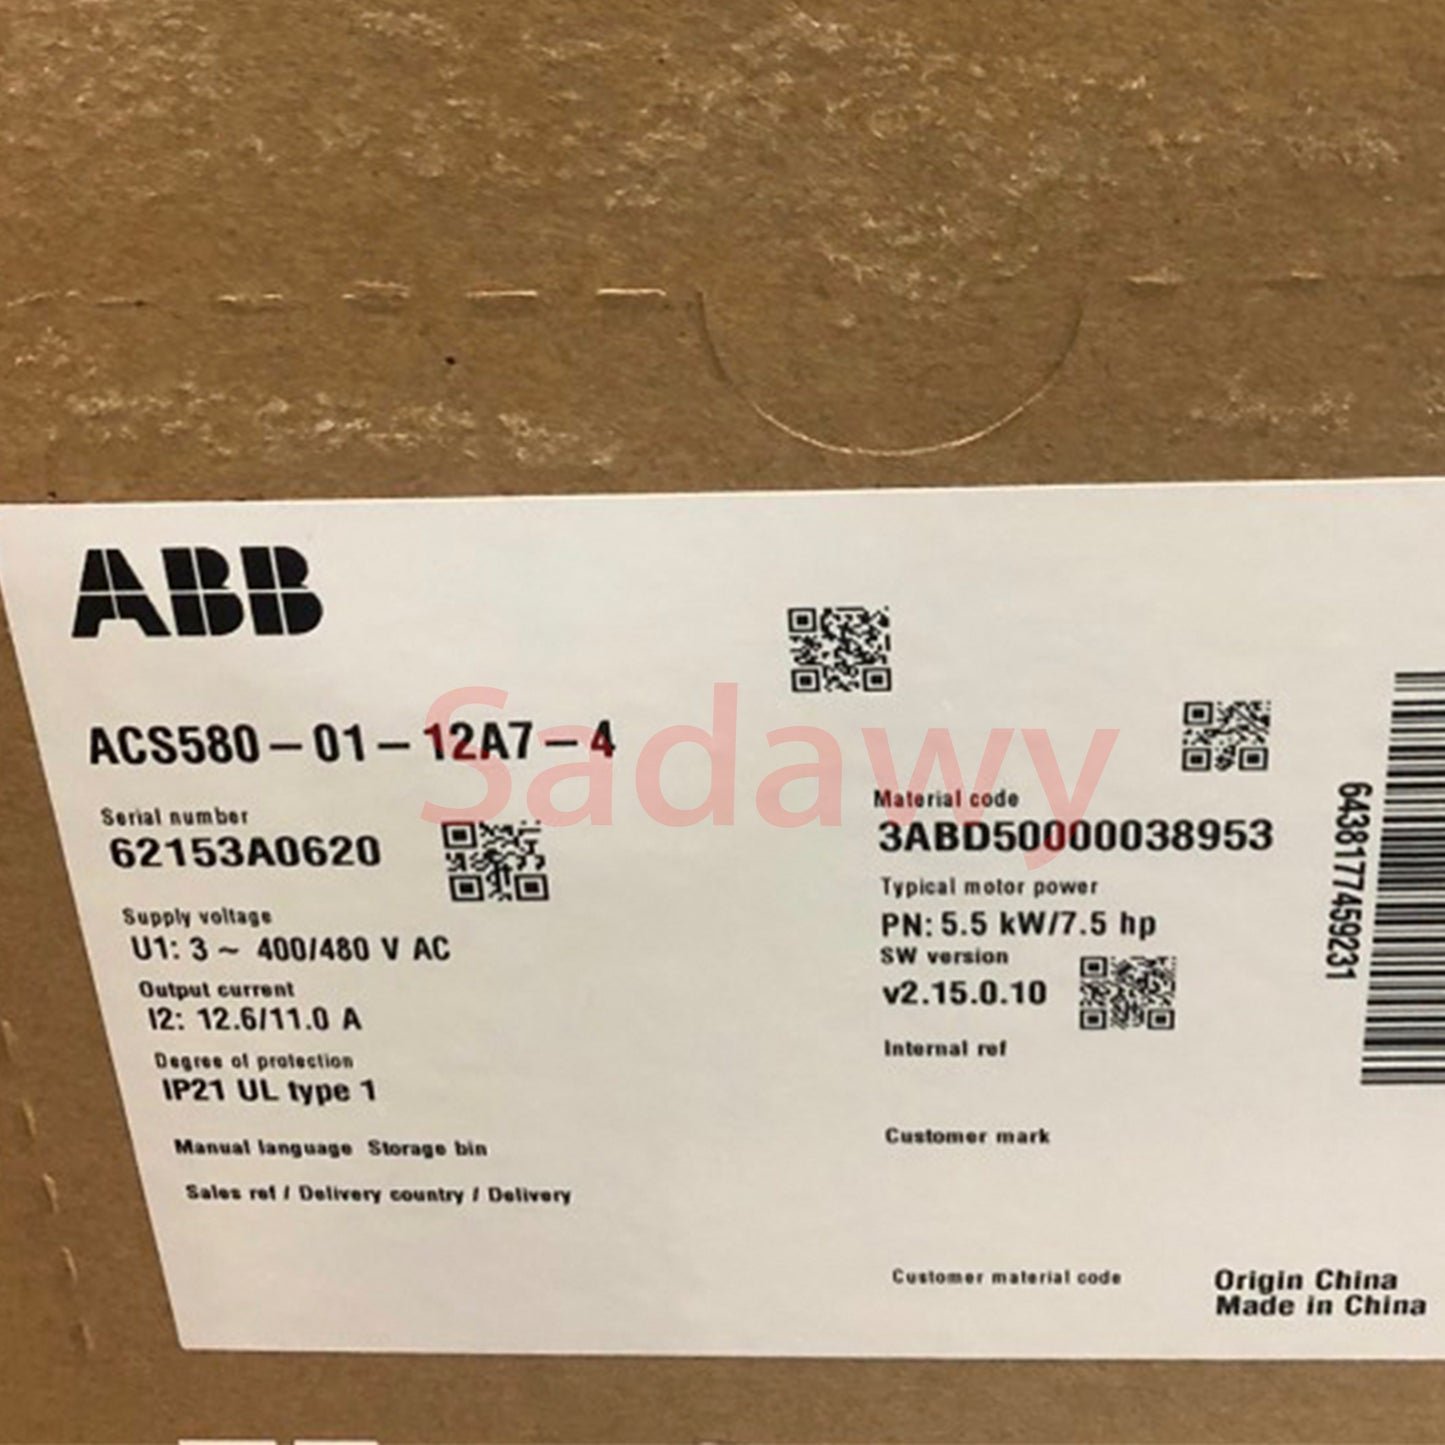 ABB
ACS580-01-12A7-4
Serial number
62153A0620
Supply voltage
U1: 3 ~ 400/480 V AC
Output current
I2: 12.6/11.0 A
Degree of protection
IP21 UL type 1
Manual language Storage bin
Sales ref / Delivery country / Delivery
Material code
3ABD50000038953
Typical motor power
PN: 5.5 kW/7.5 hp
SW version
v2.15.0.10
Internal ref
Customer mark
Customer material code
Origin China
Made in China
6438177459231
Sadawy